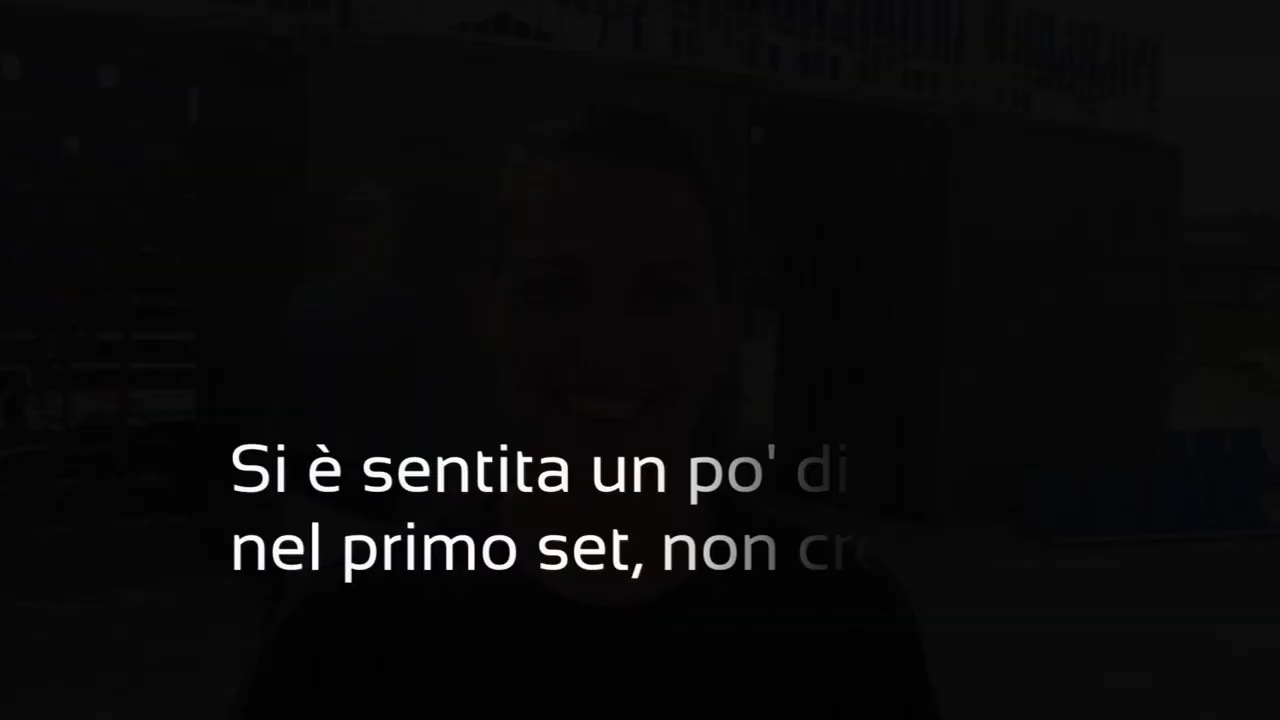 Si è sentita un po' di
nel primo set, non